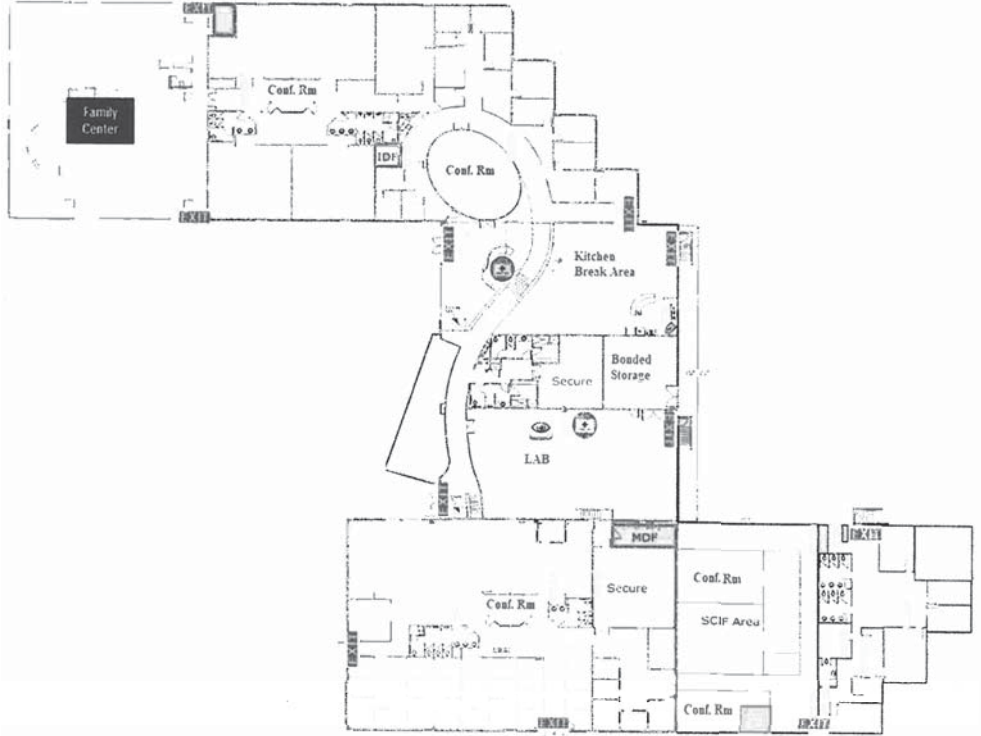 EXIT
Conf. Rm
Family
Center
IDF
Conf. Rm
EXIT
EXIT
EXIT
EXIT
Kitchen
Break Area
Bonded
Storage
Secure
EXIT
LAB
EXIT
MDF
EXIT
Conf. Rm
Secure
Conf. Rm
SCIF Area
EXIT
Conf. Rm
EXIT
EXIT